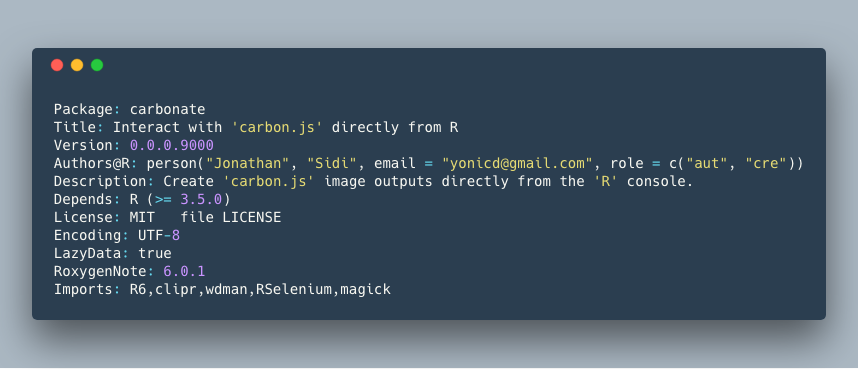 Package: carbonate
Title: Interact with 'carbon.js' directly from R
Version: 0.0.0.9000
Authors@R: person("Jonathan", "Sidi", email = "yonicd@gmail.com", role = c("aut", "cre"))
Description: Create 'carbon.js' image outputs directly from the 'R' console.
Depends: R (>= 3.5.0)
License: MIT   file LICENSE
Encoding: UTF-8
LazyData: true
RoxygenNote: 6.0.1
Imports: R6,clipr,wdman,RSelenium,magick